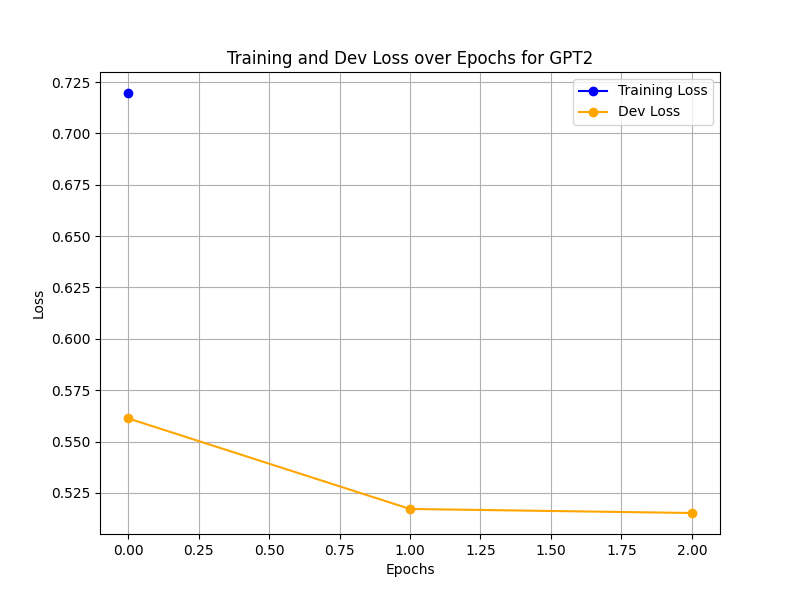 Training and Dev Loss over Epochs for GPT2
Training Loss
Dev Loss
0.725
0.700
0.675
0.650
0.625
0.600
0.575
0.550
0.525
Loss
0.00 0.25 0.50 0.75 1.00 1.25 1.50 1.75 2.00
Epochs